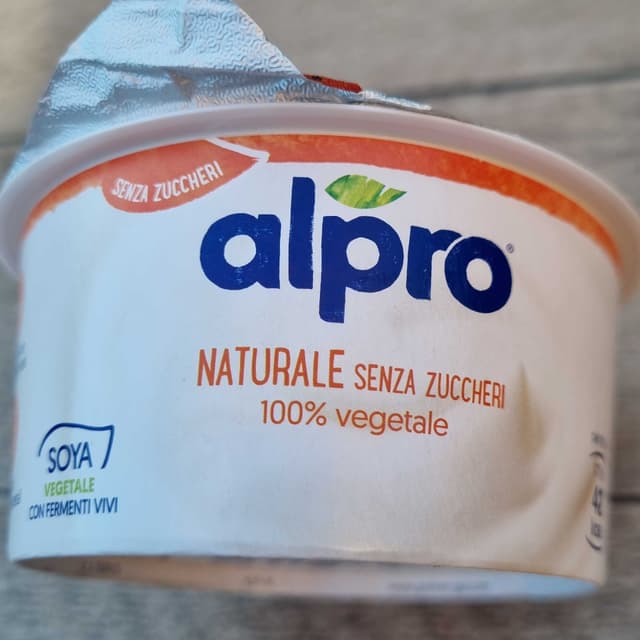 SENZA ZUCCHERI
alpro®
NATURALE SENZA ZUCCHERI
100% vegetale
SOYA
VEGETALE
CON FERMENTI VIVI